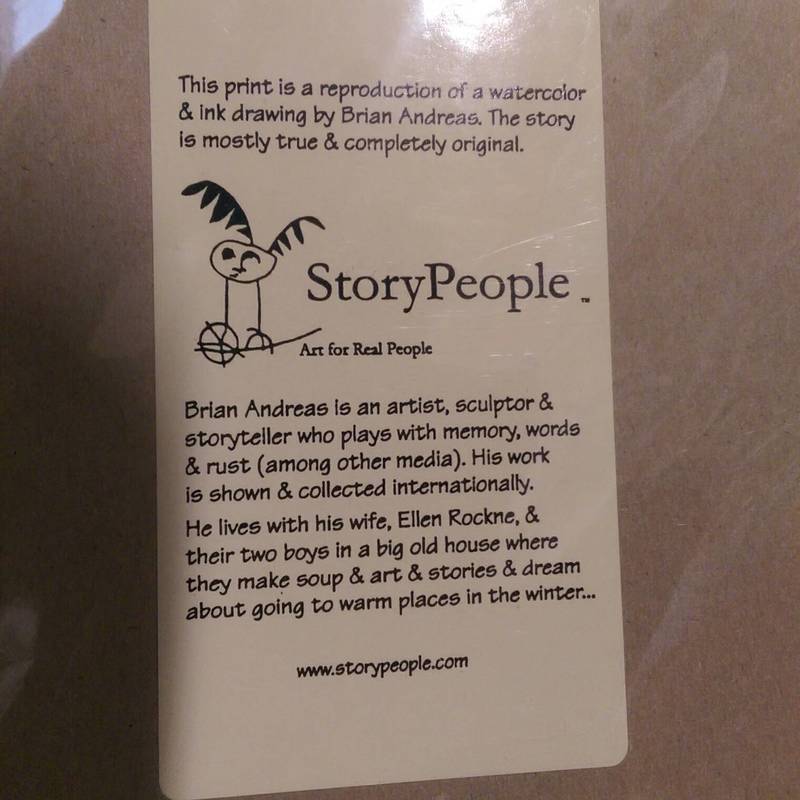 This print is a reproduction of a watercolor
& ink drawing by Brian Andreas. The story
is mostly true & completely original.
StoryPeople ™
Art for Real People
Brian Andreas is an artist, sculptor &
storyteller who plays with memory, words
& rust (among other media). His work
is shown & collected internationally.
He lives with his wife, Ellen Rockne, &
their two boys in a big old house where
they make soup & art & stories & dream
about going to warm places in the winter...
www.storypeople.com